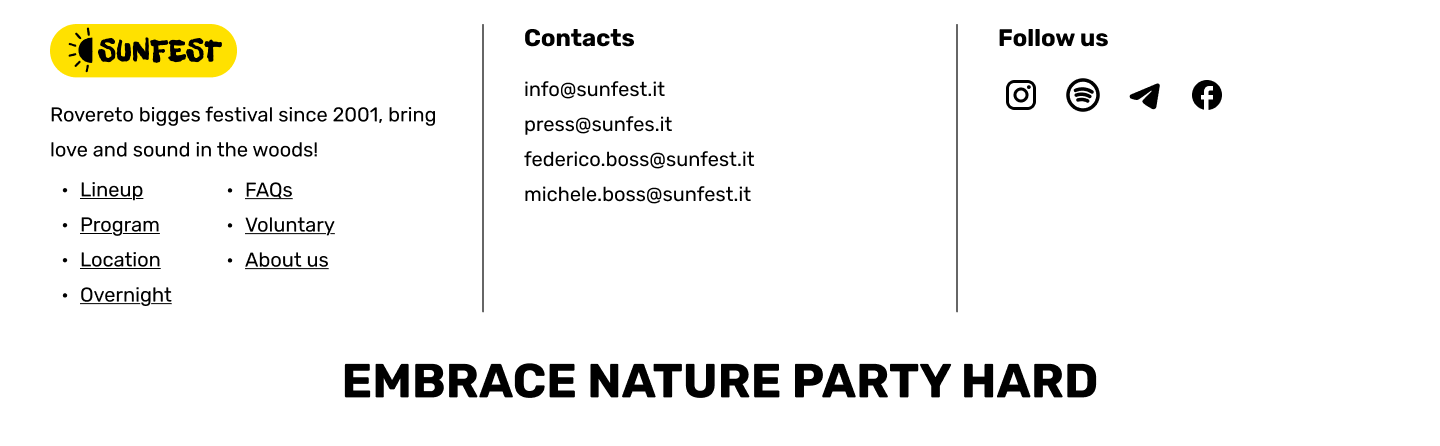 SUNFEST
Rovereto bigges festival since 2001, bring
love and sound in the woods!
• Lineup
• Program
• Location
• Overnight
• FAQs
• Voluntary
• About us
Contacts
info@sunfest.it
press@sunfes.it
federico.boss@sunfest.it
michele.boss@sunfest.it
Follow us
EMBRACE NATURE PARTY HARD